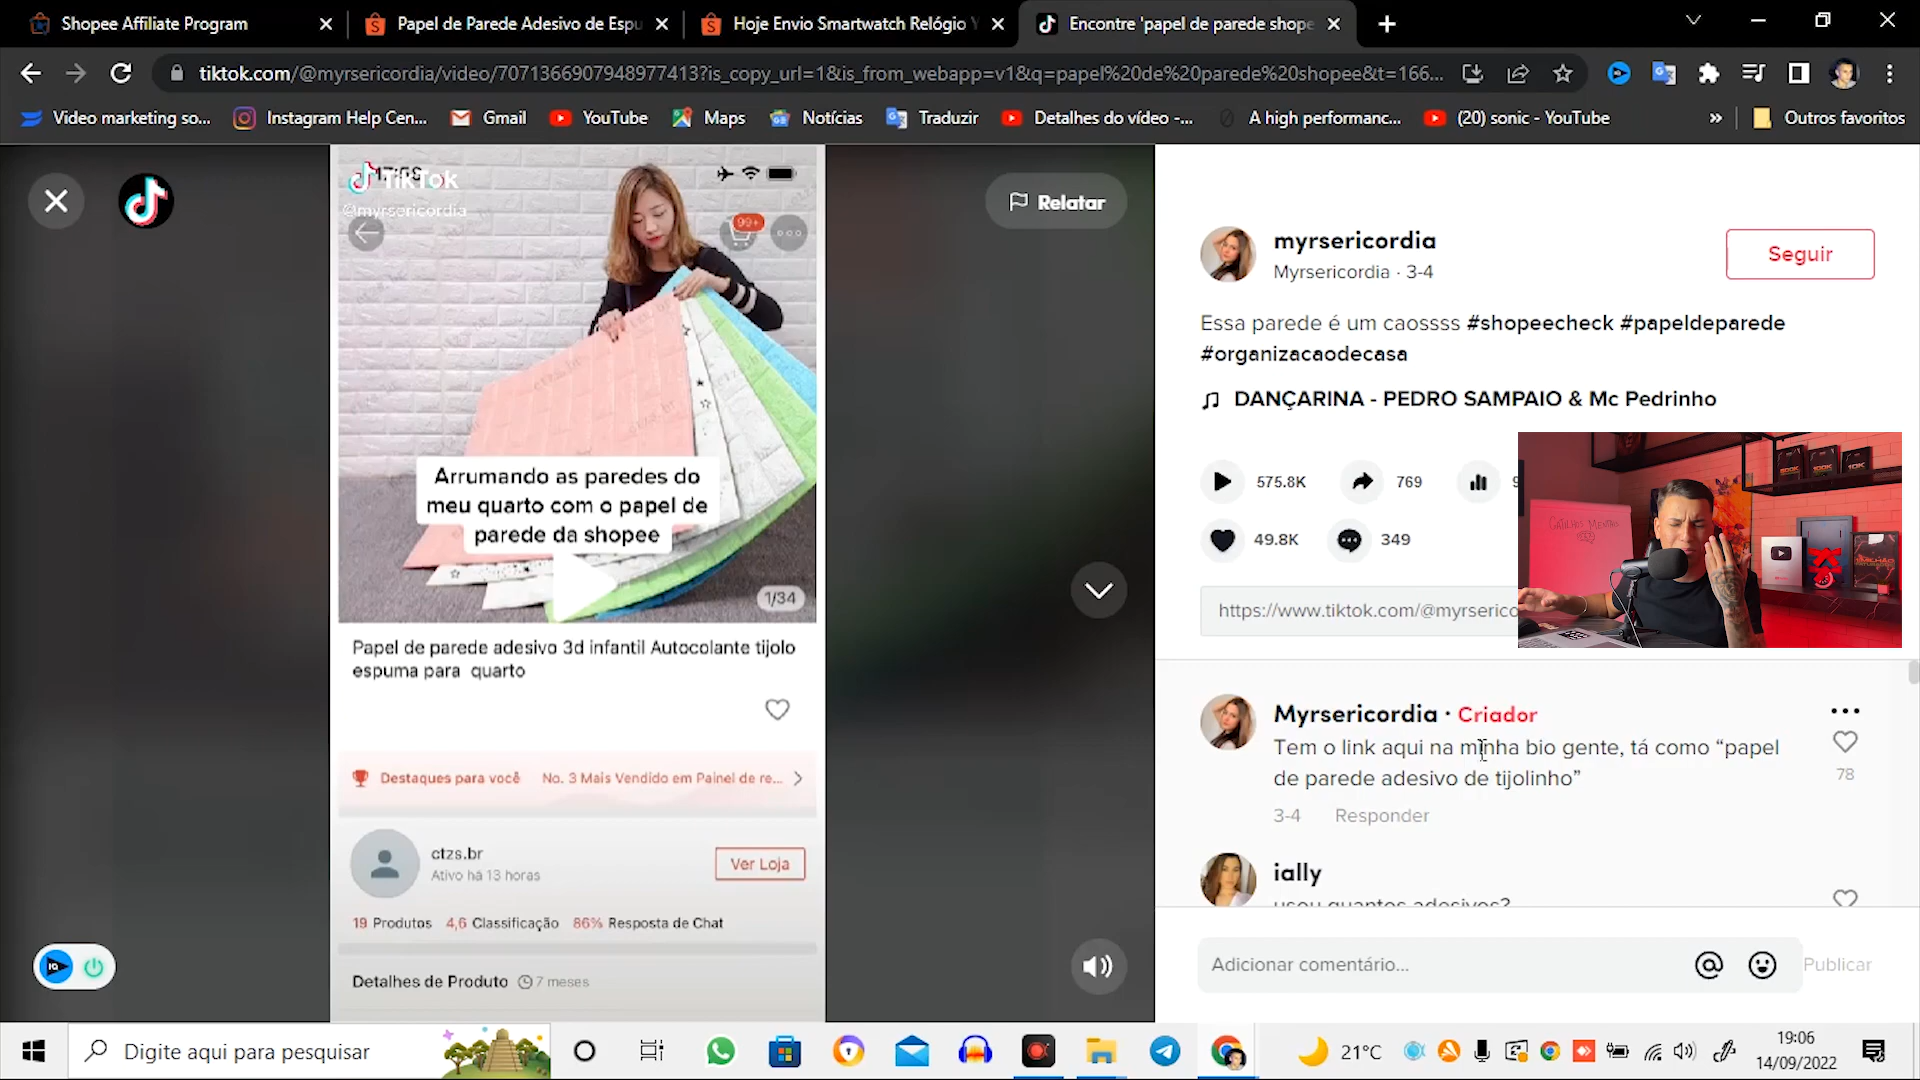 Shopee Affiliate Program
Papel de Parede Adesivo de Espu
Hoje Envio Smartwatch Relógio
Encontre 'papel de parede shope
tiktok.com/@myrsericordia/video/7071366907948977413?is_copy_url=1&is_from_webapp=v1&q=papel%20de%20parede%20shopee&t=166...
Video marketing so...
Instagram Help Cen...
Gmail
YouTube
Maps
Notícias
Traduzir
Detalhes do vídeo -...
A high performanc...
(20) sonic - YouTube
»
Outros favoritos
TikTok
@myrsericordia
99+
Relatar
Arrumando as paredes do
meu quarto com o papel de
parede da shopee
1/34
Papel de parede adesivo 3d infantil Autocolante tijolo
espuma para quarto
Destaques para você
No. 3 Mais Vendido em Painel de re...
ctzs.br
Ativo há 13 horas
Ver Loja
19 Produtos 4,6 Classificação 86% Resposta de Chat
Detalhes de Produto 7 meses
myrsericordia
Myrsericordia · 3-4
Seguir
Essa parede é um caossss #shopeecheck #papeldeparede
#organizacaodecasa
DANÇARINA - PEDRO SAMPAIO & Mc Pedrinho
575.8K
769
49.8K
349
https://www.tiktok.com/@myrserico
100K
10K
Myrsericordia · Criador
Tem o link aqui na minha bio gente, tá como “papel
de parede adesivo de tijolinho”
78
3-4 Responder
ially
usou quantos adesivos?
Adicionar comentário...
Publicar
Digite aqui para pesquisar
21°C
19:06
14/09/2022